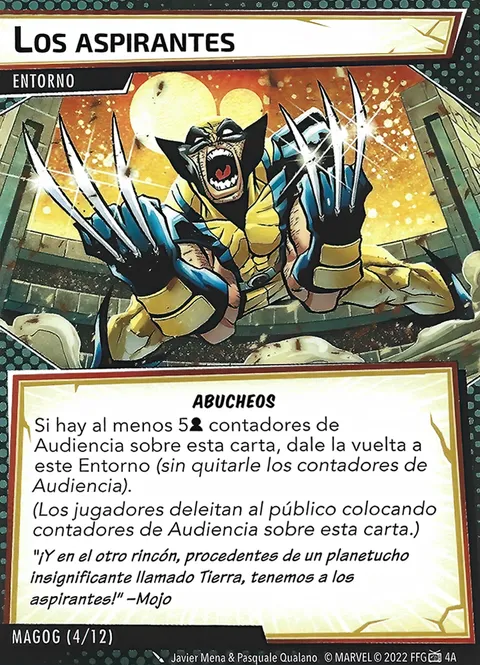 Los aspirantes
ENTORNO
ABUCHEOS
Si hay al menos 5 contadores de
Audiencia sobre esta carta, dale la vuelta a
este Entorno (sin quitarle los contadores de
Audiencia).
(Los jugadores deleitan al público colocando
contadores de Audiencia sobre esta carta.)
"¡Y en el otro rincón, procedentes de un planetucho
insignificante llamado Tierra, tenemos a los
aspirantes!" –Mojo
MAGOG (4/12)
Javier Mena & Pasquale Qualano © MARVEL © 2022 FFG 4A